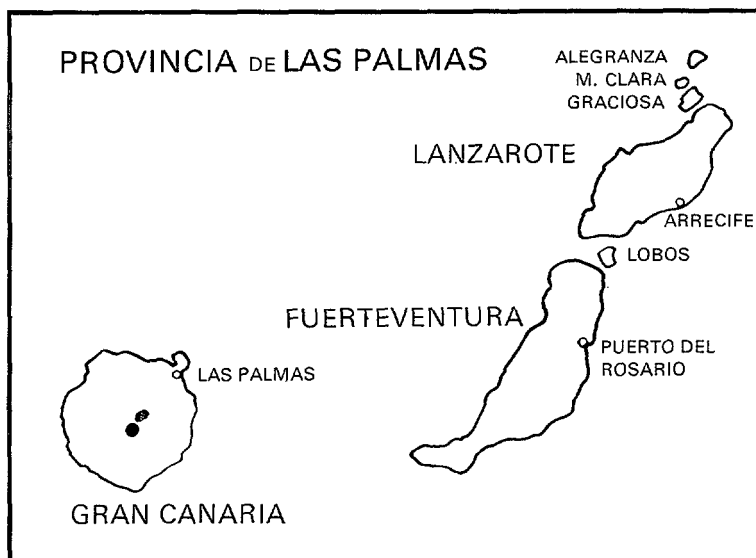 PROVINCIA DE LAS PALMAS
ALEGRANZA
M. CLARA
GRACIOSA
LANZAROTE
ARRECIFE
LOBOS
FUERTEVENTURA
PUERTO DEL
ROSARIO
LAS PALMAS
GRAN CANARIA